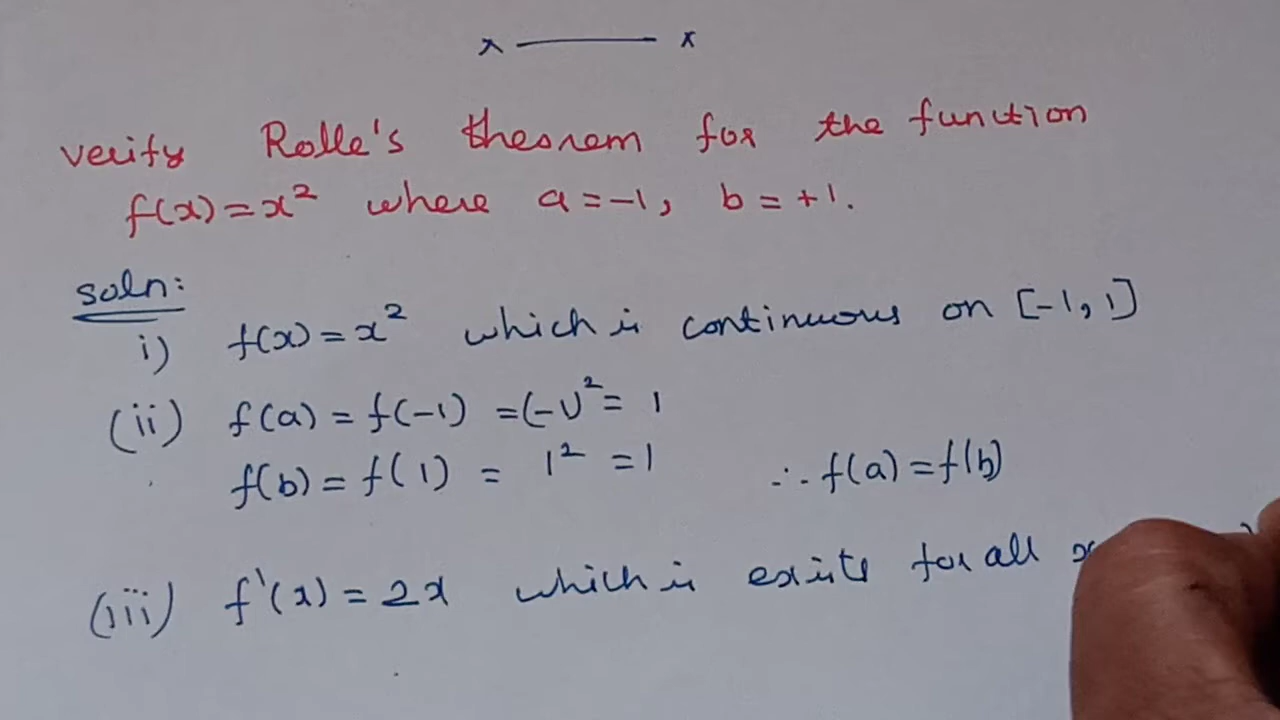 x ——— x
verify Rolle's theorem for the function
f(x) = x² where a = -1, b = +1.
soln:
i) f(x) = x² which is continuous on [-1, 1]
(ii) f(a) = f(-1) = (-1)² = 1
f(b) = f(1) = 1² = 1 ∴ f(a) = f(b)
(iii) f'(x) = 2x which is exists for all x